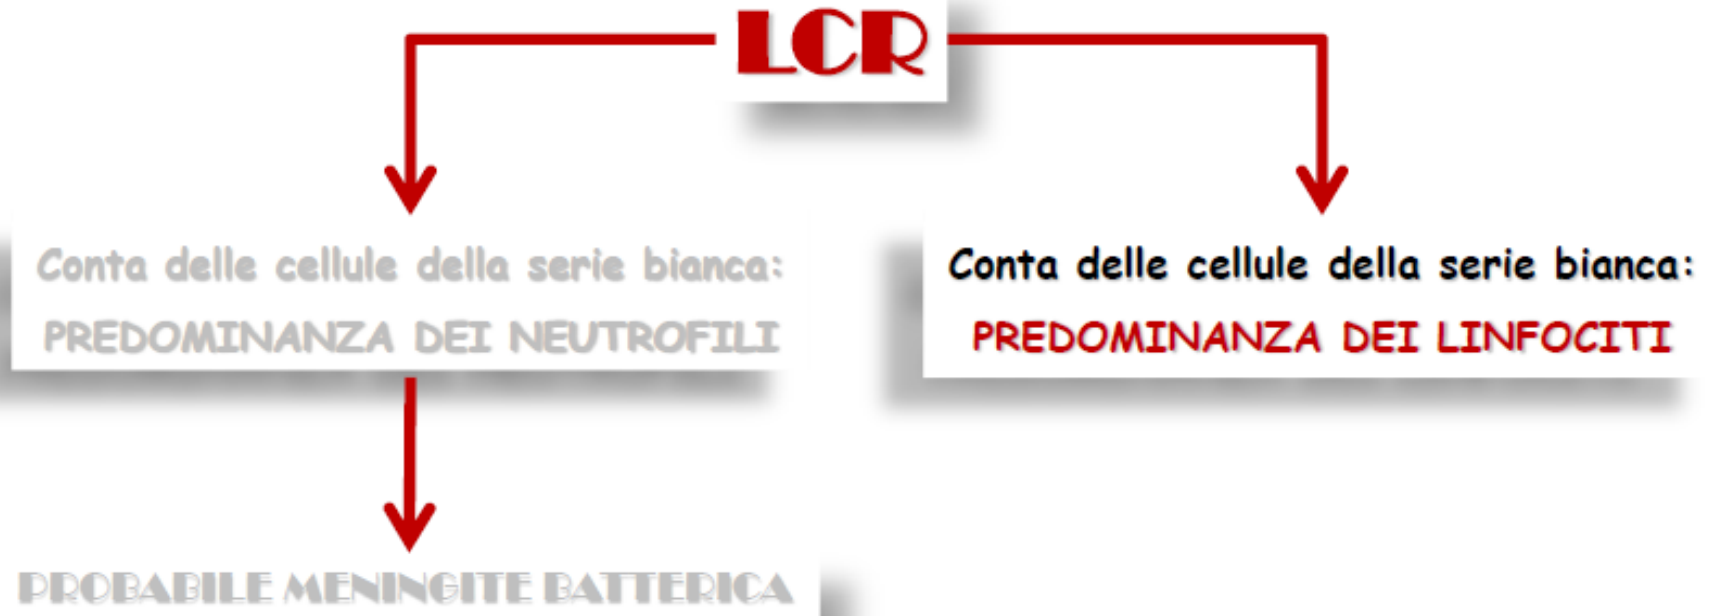 LCR
Conta delle cellule della serie bianca:
PREDOMINANZA DEI NEUTROFILI
Conta delle cellule della serie bianca:
PREDOMINANZA DEI LINFOCITI
PROBABILE MENINGITE BATTERICA